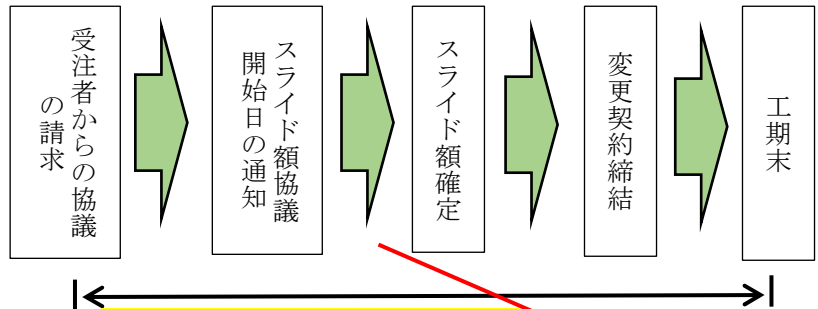 受注者からの協議
の請求
スライド額協議
開始日の通知
スライド額確定
変更契約締結
工期末